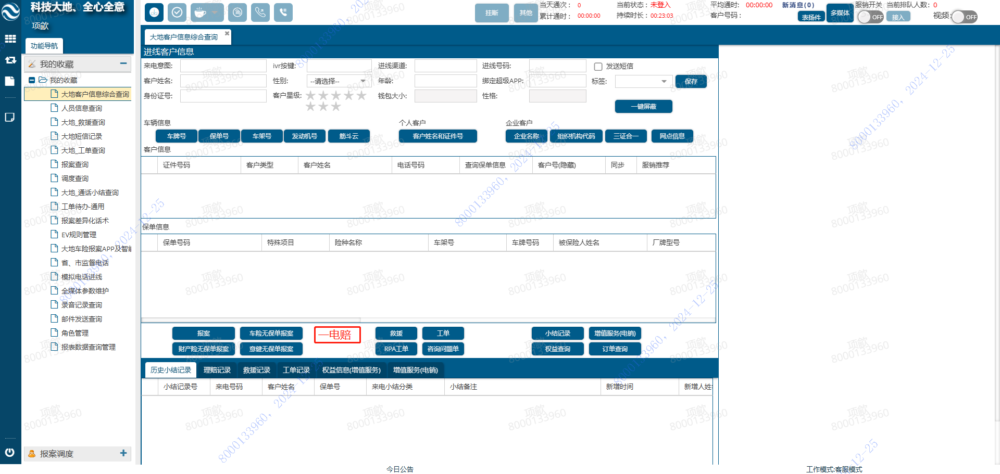 科技大地、全心全意
项歆
功能导航
我的收藏
我的收藏
大地客户信息综合查询
人员信息查询
大地_救援查询
大地短信记录
大地_工单查询
报案查询
调度查询
大地_通话小结查询
工单待办-通用
报案差异化话术
EV规则管理
大地车险报案APP及智能
省、市监督电话
模拟电话进线
全媒体参数维护
录音记录查询
邮件发送查询
角色管理
报表数据查询管理
报案调度
挂断 其他
当天通次： 0 当前状态：未登入 平均通时： 00:00:00 新消息(0)
累计通时： 00:00:00 持续时长：00:23:03 客户号码：
表扬件 多媒体
服销开关 当前排队人数：0
OFF 接入 视频: OFF
大地客户信息综合查询
进线客户信息
来电意图: ivr按键: 进线渠道: 进线号码: 发送短信
客户姓名: 性别: --请选择-- 年龄: 绑定超级APP: 标签: 保存
身份证号: 客户星级: 钱包大小: 性格:
一键屏蔽
车辆信息 个人客户 企业客户
车牌号 保单号 车架号 发动机号 筋斗云 客户姓名和证件号 企业名称 组织机构代码 三证合一 网点信息
客户信息
证件号码 客户类型 客户姓名 电话号码 查询保单信息 客户号(隐藏) 同步 服销推荐
保单信息
保单号码 特殊项目 险种名称 车架号 车牌号码 被保险人姓名 厂牌型号
报案 车险无保单报案 一电赔 救援 工单 小结记录 增值服务(电销)
财产险无保单报案 意健无保单报案 RPA工单 咨询问题单 权益查询 订单查询
历史小结记录 理赔记录 救援记录 工单记录 权益信息(增值服务) 增值服务(电销)
小结记录号 来电号码 客户姓名 保单号 来电小结分类 小结备注 新增时间 新增人姓
今日公告 工作模式:客服模式
项歆
8000133960
8000133960，2024-12-25